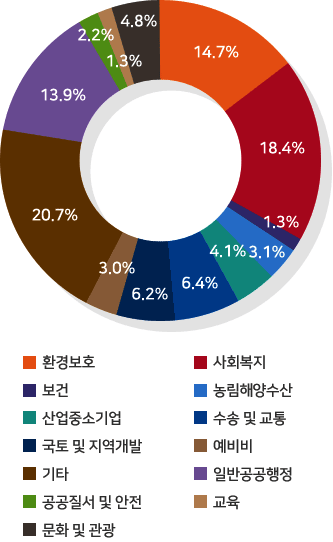 4.8%
14.7%
2.2%
1.3%
13.9%
18.4%
20.7%
1.3%
4.1%
3.1%
3.0%
6.4%
6.2%
환경보호
사회복지
보건
농림해양수산
산업중소기업
수송 및 교통
국토 및 지역개발
예비비
기타
일반공공행정
공공질서 및 안전
교육
문화 및 관광